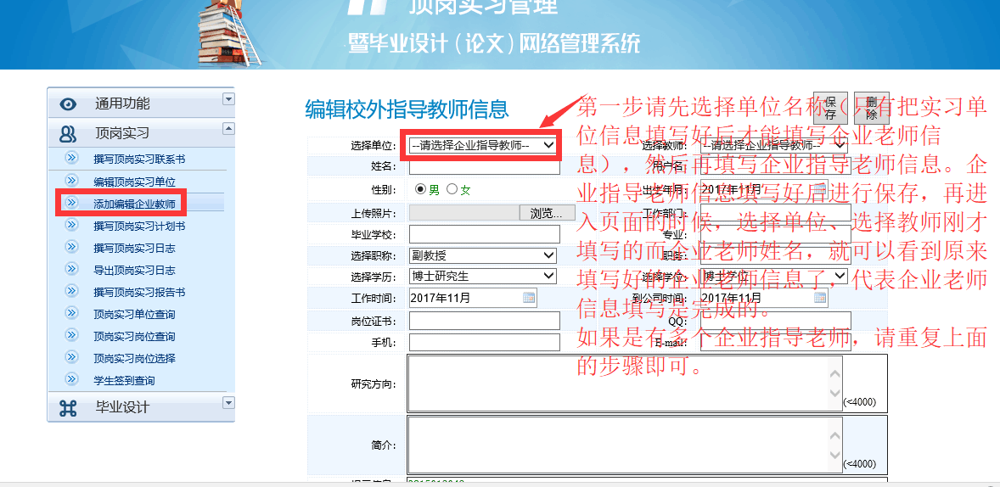 顶岗实习管理
暨毕业设计（论文）网络管理系统
通用功能
顶岗实习
撰写顶岗实习联系书
编辑顶岗实习单位
添加编辑企业教师
撰写顶岗实习计划书
撰写顶岗实习日志
导出顶岗实习日志
撰写顶岗实习报告书
顶岗实习单位查询
顶岗实习岗位查询
顶岗实习岗位选择
学生签到查询
毕业设计
编辑校外指导教师信息
保存 删除
选择单位: --请选择企业指导教师-- 选择教师: --请选择企业指导教师--
姓名: 用户名:
性别: 男 女 出生年月: 2017年11月
上传照片: 浏览... 工作部门:
毕业学校: 专业:
选择职称: 副教授 职务:
选择学历: 博士研究生 选择学位: 博士学位
工作时间: 2017年11月 到公司时间: 2017年11月
岗位证书: QQ:
手机: E-mail:
研究方向: (<4000)
简介: (<4000)
第一步请先选择单位名称（只有把实习单
位信息填写好后才能填写企业老师信
息），然后再填写企业指导老师信息。企
业指导老师信息填写好后进行保存，再进
入页面的时候，选择单位、选择教师刚才
填写的而企业老师姓名，就可以看到原来
填写好的企业老师信息了，代表企业老师
信息填写是完成的。
如果是有多个企业指导老师，请重复上面
的步骤即可。